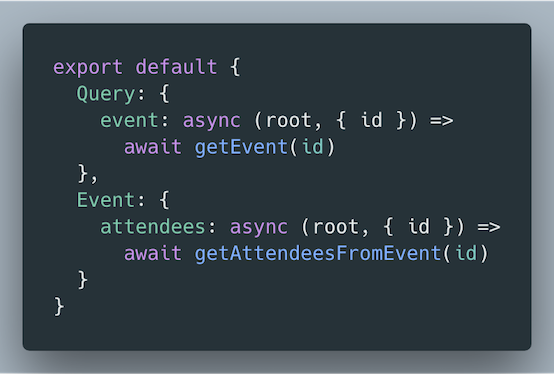 export default {
  Query: {
    event: async (root, { id }) =>
      await getEvent(id)
  },
  Event: {
    attendees: async (root, { id }) =>
      await getAttendeesFromEvent(id)
  }
}